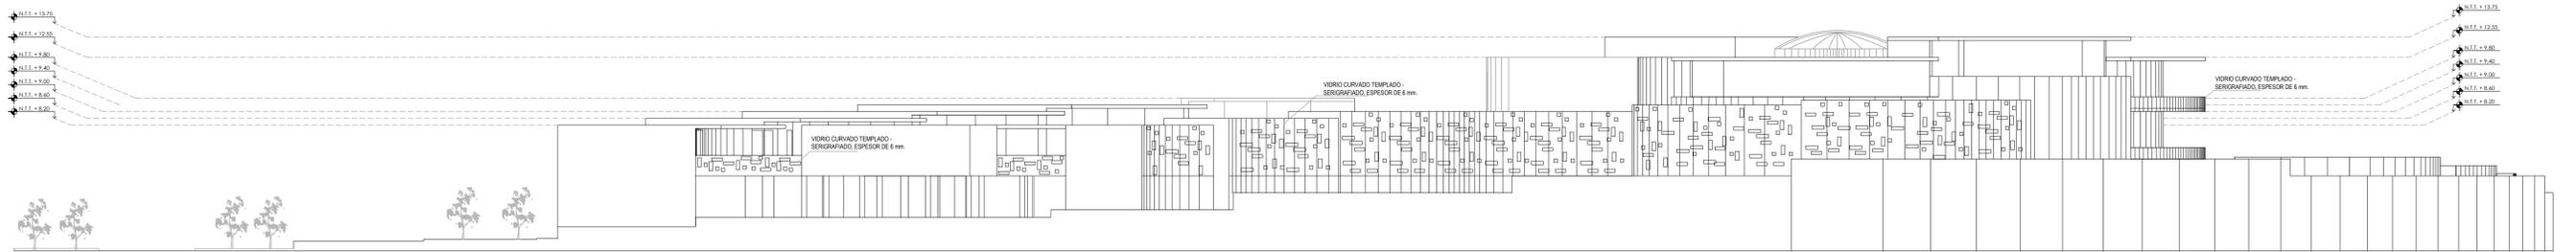 N.T.T. + 13.75
N.T.T. + 12.55
N.T.T. + 9.80
N.T.T. + 9.40
N.T.T. + 9.00
N.T.T. + 8.60
N.T.T. + 8.20
VIDRIO CURVADO TEMPLADO -
SERIGRAFIADO, ESPESOR DE 6 mm.
VIDRIO CURVADO TEMPLADO -
SERIGRAFIADO, ESPESOR DE 6 mm.
VIDRIO CURVADO TEMPLADO -
SERIGRAFIADO, ESPESOR DE 6 mm.
N.T.T. + 13.75
N.T.T. + 12.55
N.T.T. + 9.80
N.T.T. + 9.40
N.T.T. + 9.00
N.T.T. + 8.60
N.T.T. + 8.20